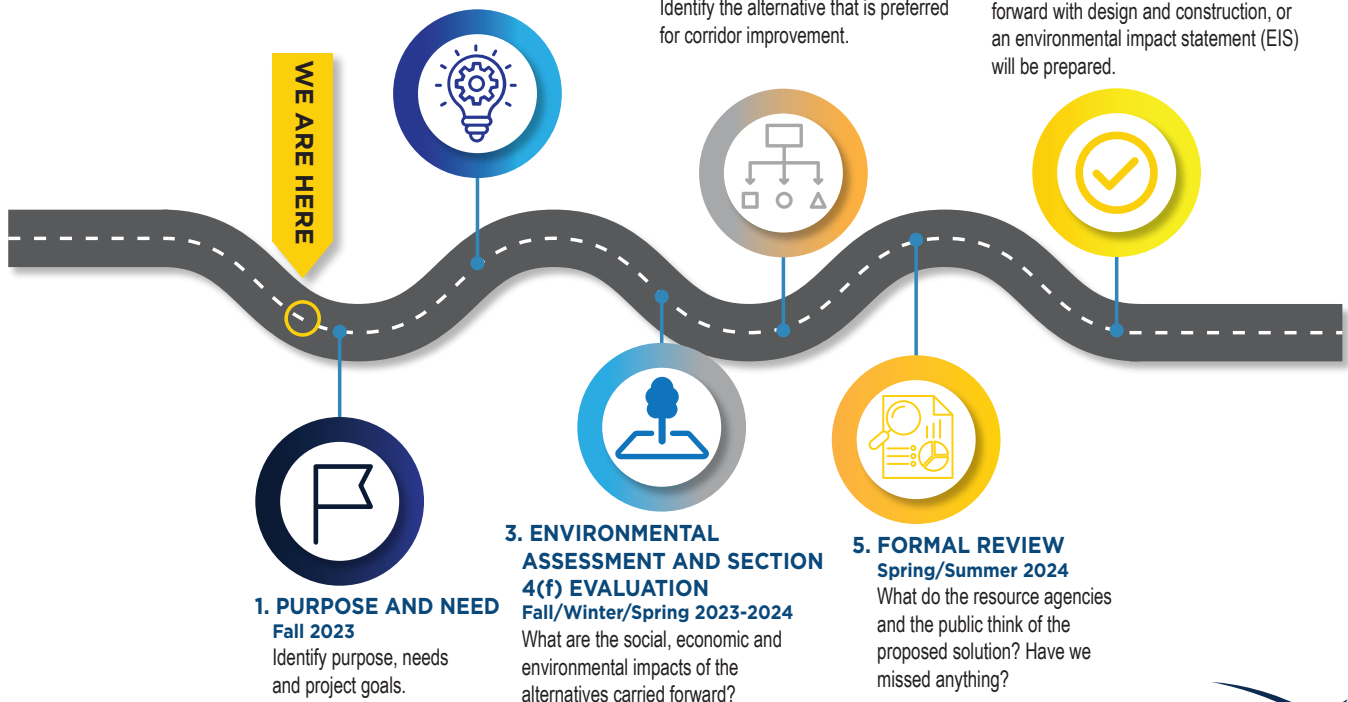 Identify the alternative that is preferred
for corridor improvement.
forward with design and construction, or
an environmental impact statement (EIS)
will be prepared.
WE ARE HERE
1. PURPOSE AND NEED
Fall 2023
Identify purpose, needs
and project goals.
3. ENVIRONMENTAL
ASSESSMENT AND SECTION
4(f) EVALUATION
Fall/Winter/Spring 2023-2024
What are the social, economic and
environmental impacts of the
alternatives carried forward?
5. FORMAL REVIEW
Spring/Summer 2024
What do the resource agencies
and the public think of the
proposed solution? Have we
missed anything?